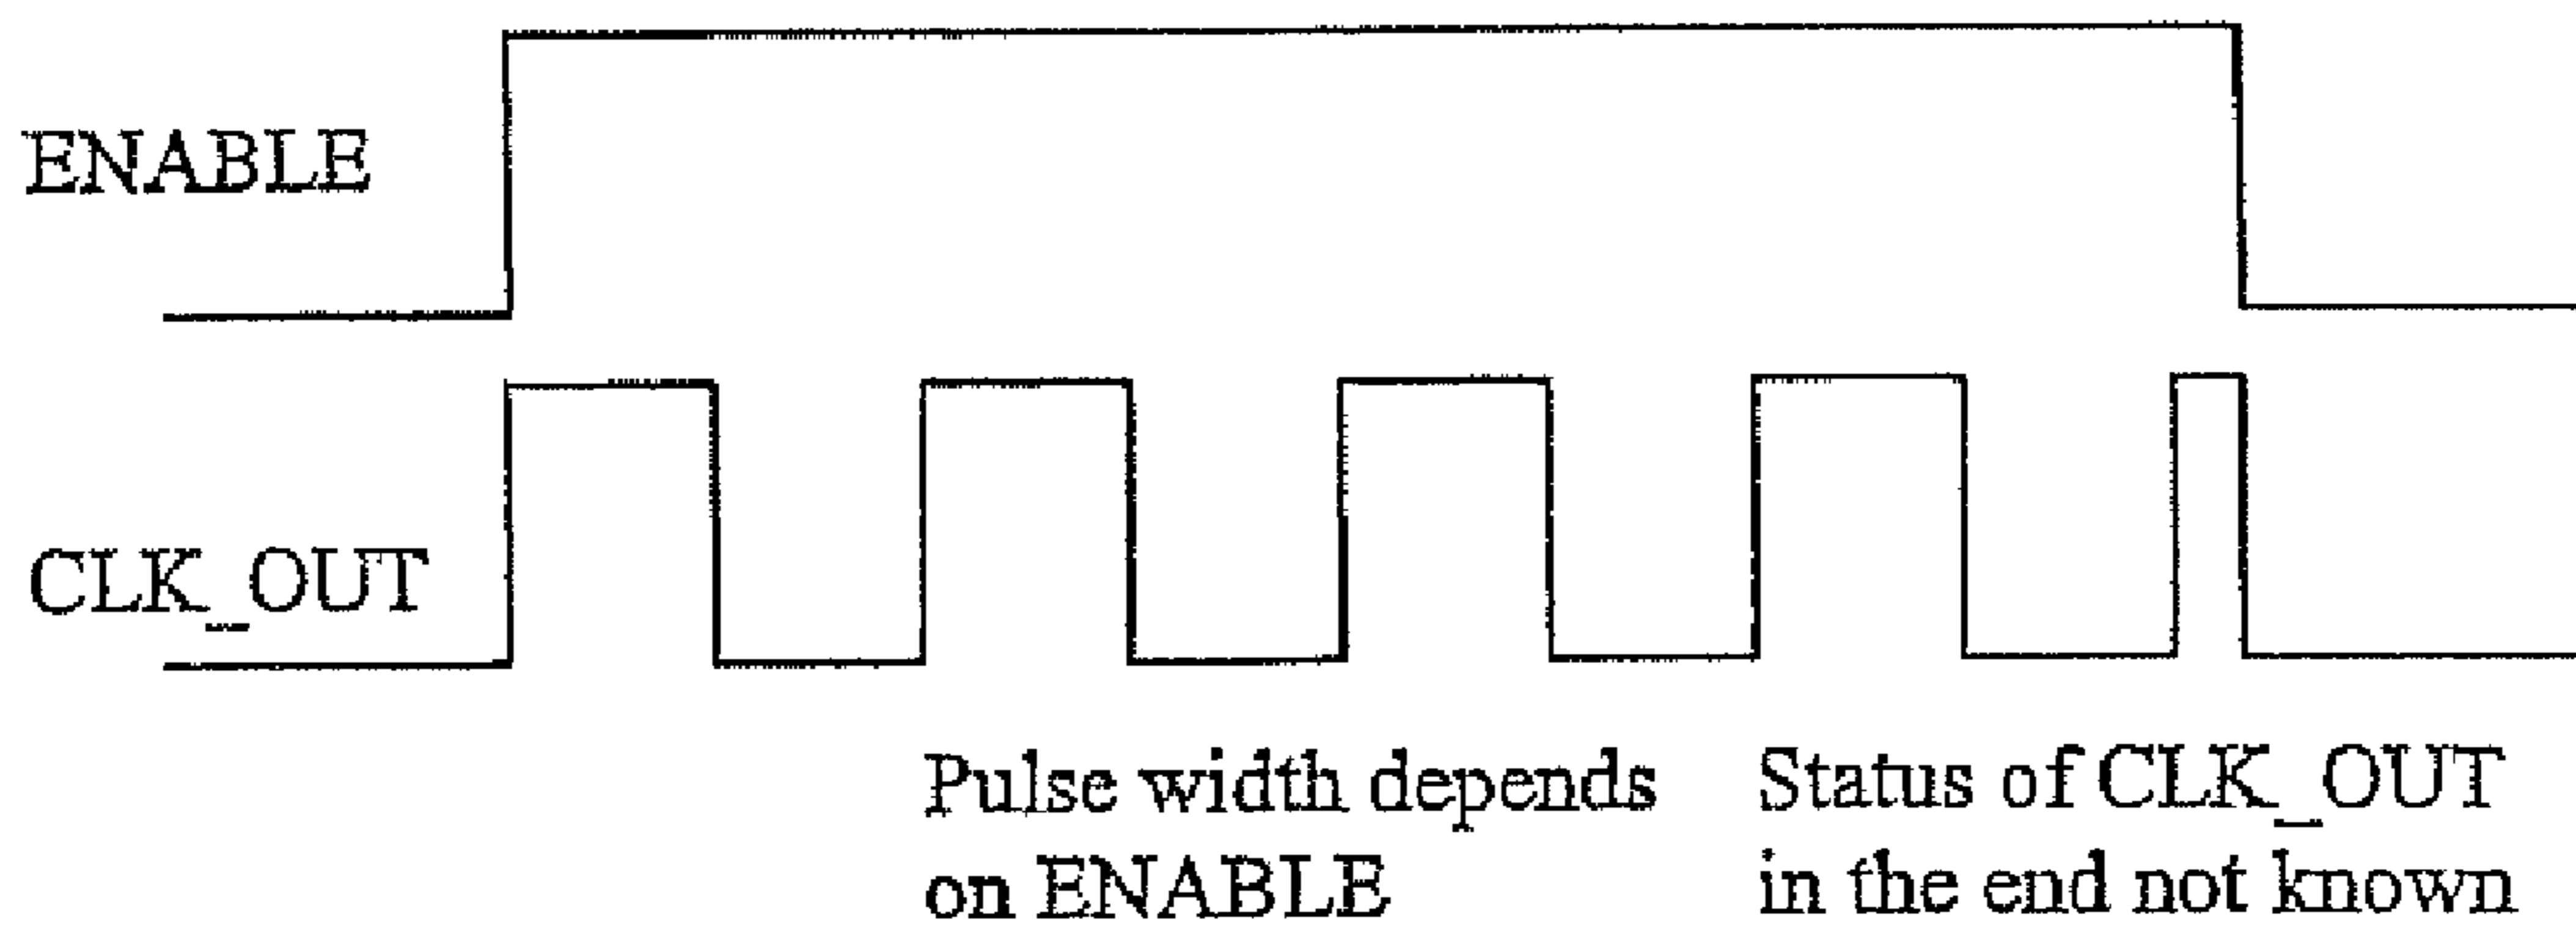 ENABLE
CLK_OUT
Pulse width depends
on ENABLE
Status of CLK_OUT
in the end not known